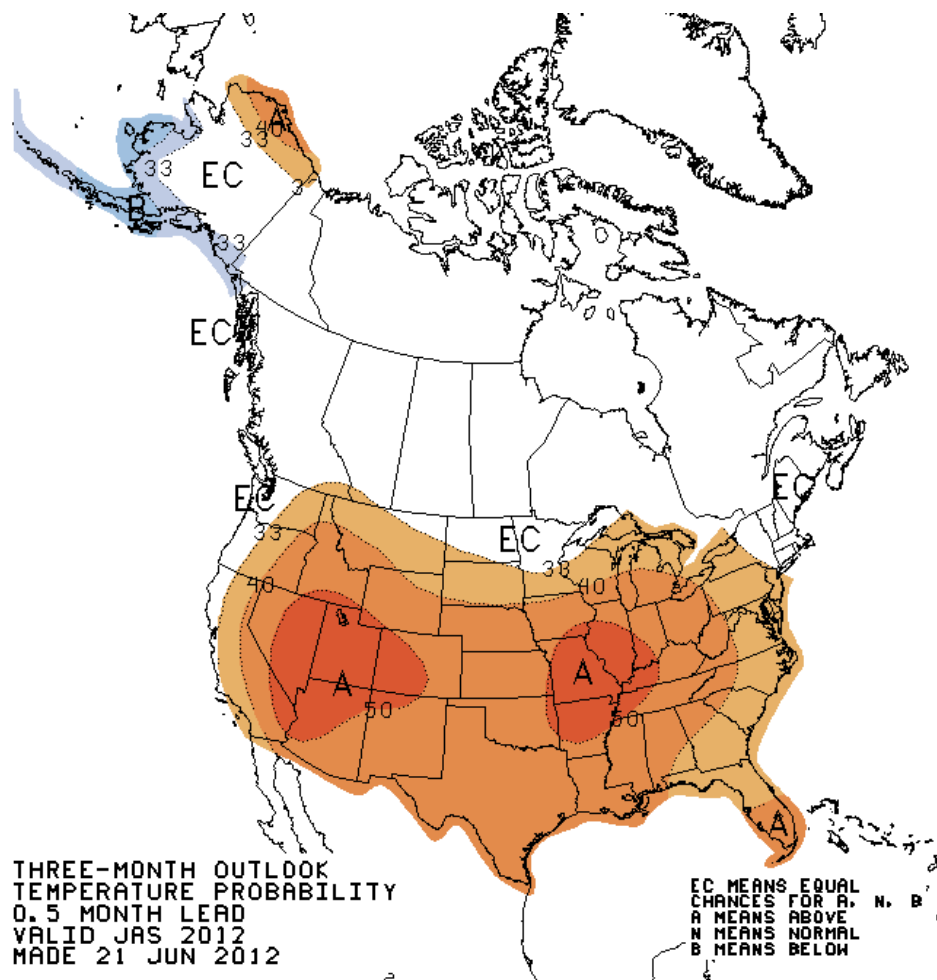 A
40
33
33
33
EC
B
33
EC
EC
EC
33
EC
33
40
40
A
A
50
50
A
THREE-MONTH OUTLOOK
TEMPERATURE PROBABILITY
0.5 MONTH LEAD
VALID JAS 2012
MADE 21 JUN 2012
EC MEANS EQUAL
CHANCES FOR A, N, B
A MEANS ABOVE
N MEANS NORMAL
B MEANS BELOW